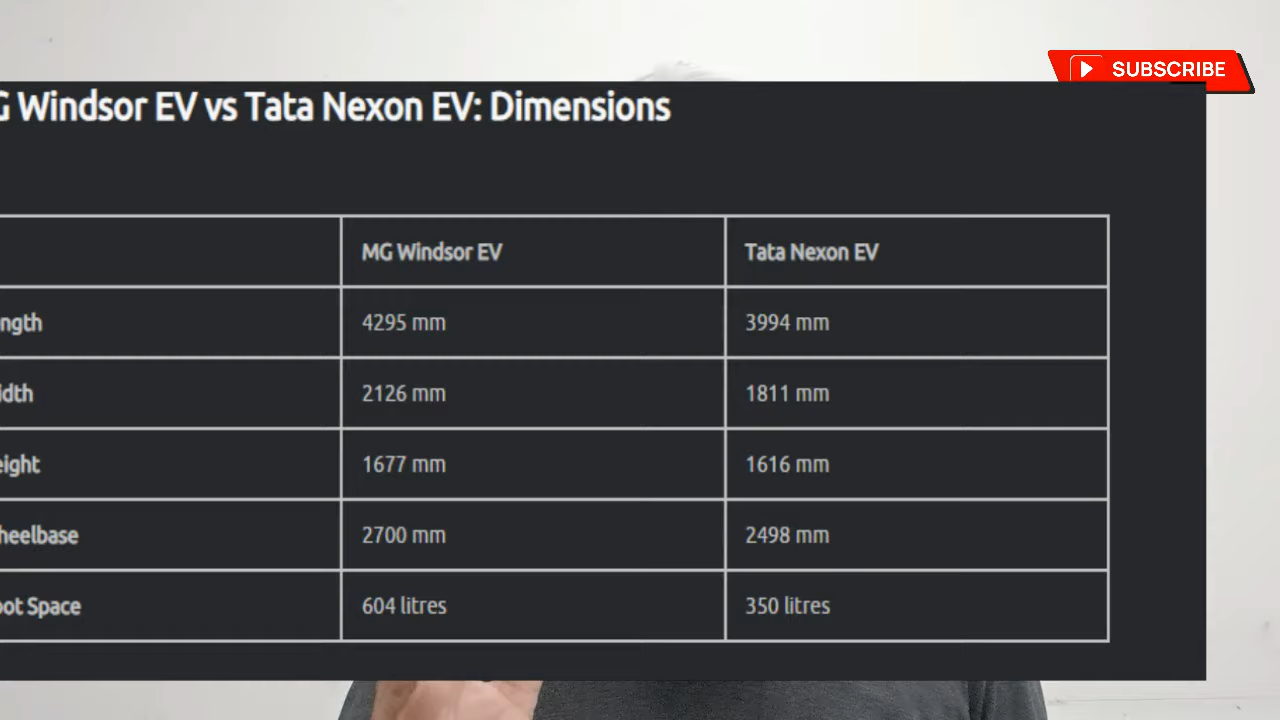 SUBSCRIBE
G Windsor EV vs Tata Nexon EV: Dimensions
MG Windsor EV Tata Nexon EV
ngth 4295 mm 3994 mm
idth 2126 mm 1811 mm
eight 1677 mm 1616 mm
heelbase 2700 mm 2498 mm
oot Space 604 litres 350 litres